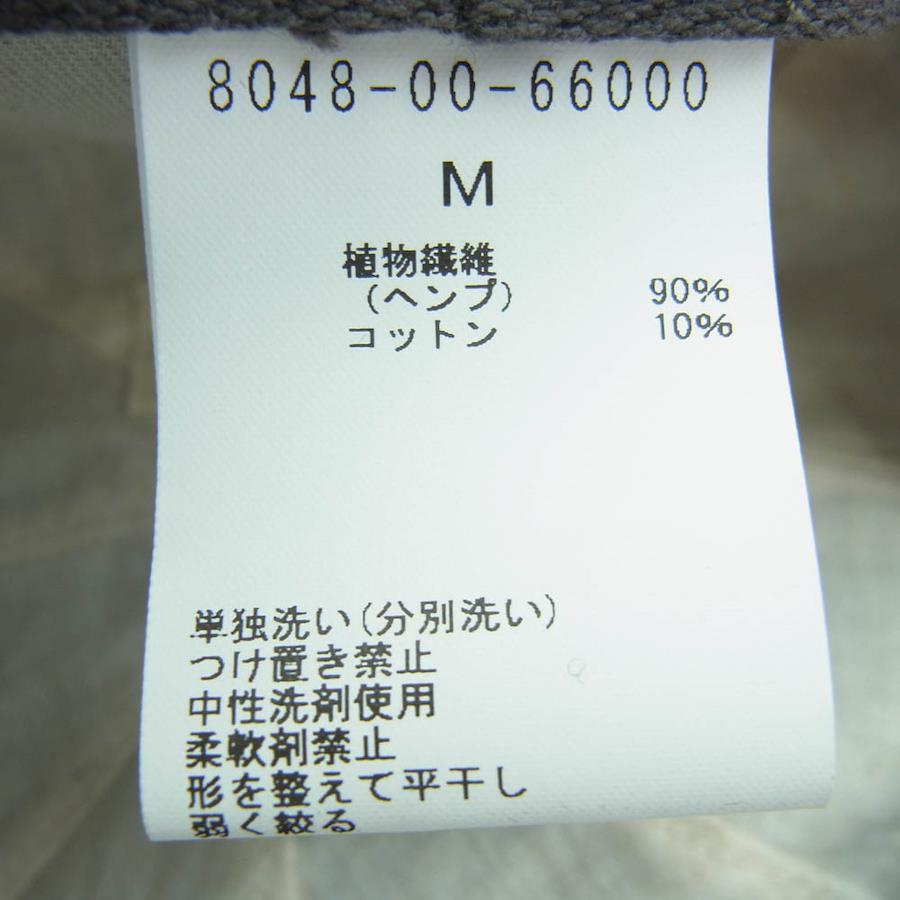 8048-00-66000
M
植物繊維
(ヘンプ) 90%
コットン 10%
単独洗い(分別洗い)
つけ置き禁止
中性洗剤使用
柔軟剤禁止
形を整えて平干し
弱く絞る